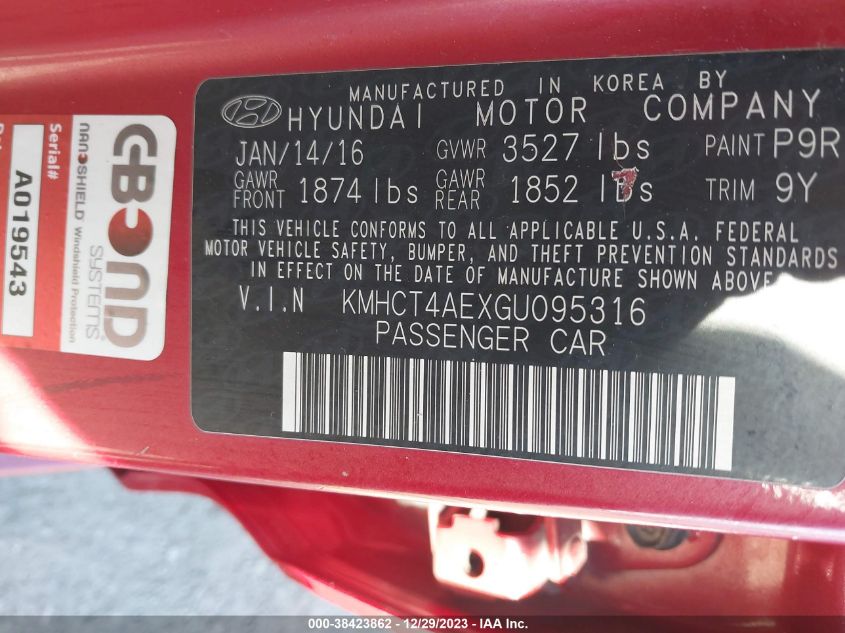 MANUFACTURED IN KOREA BY
HYUNDAI MOTOR COMPANY
JAN/14/16 GVWR 3527 lbs PAINT P9R
GAWR FRONT 1874 lbs GAWR REAR 1852 lbs TRIM 9Y
THIS VEHICLE CONFORMS TO ALL APPLICABLE U.S.A. FEDERAL
MOTOR VEHICLE SAFETY, BUMPER, AND THEFT PREVENTION STANDARDS
IN EFFECT ON THE DATE OF MANUFACTURE SHOWN ABOVE
V.I.N KMHCT4AEXGU095316
PASSENGER CAR
GBOND
SYSTEMS
NANOSHIELD Windshield Protection
Serial#
A019543
000-38423862 - 12/29/2023 - IAA Inc.